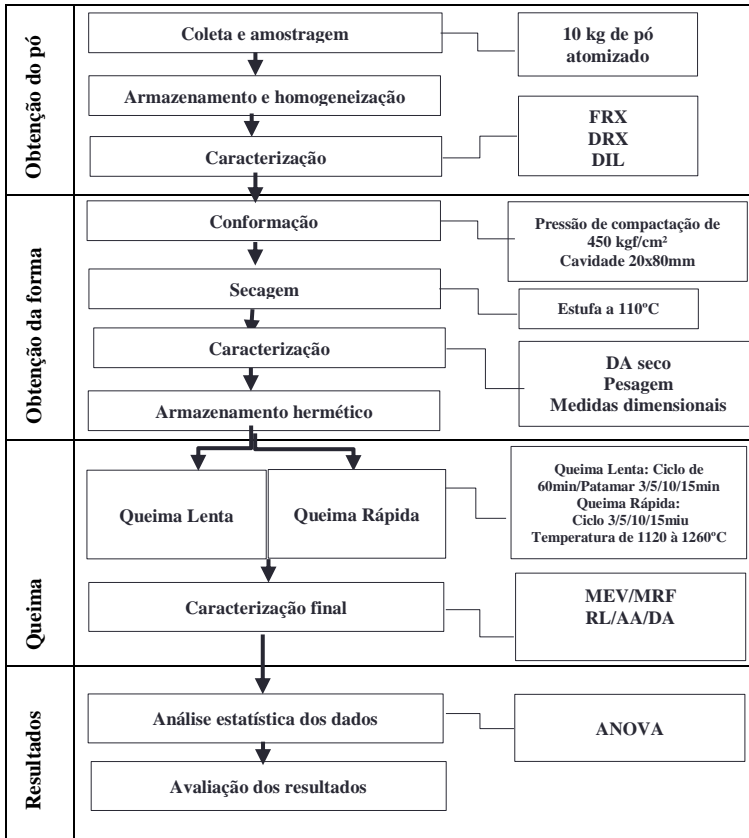 Obtenção do pó
Coleta e amostragem
10 kg de pó
atomizado
Armazenamento e homogeneização
Caracterização
FRX
DRX
DIL
Obtenção da forma
Conformação
Pressão de compactação de
450 kgf/cm²
Cavidade 20x80mm
Secagem
Estufa a 110ºC
Caracterização
DA seco
Pesagem
Medidas dimensionais
Armazenamento hermético
Queima
Queima Lenta
Queima Rápida
Queima Lenta: Ciclo de
60min/Patamar 3/5/10/15min
Queima Rápida:
Ciclo 3/5/10/15miu
Temperatura de 1120 à 1260ºC
Caracterização final
MEV/MRF
RL/AA/DA
Resultados
Análise estatística dos dados
ANOVA
Avaliação dos resultados